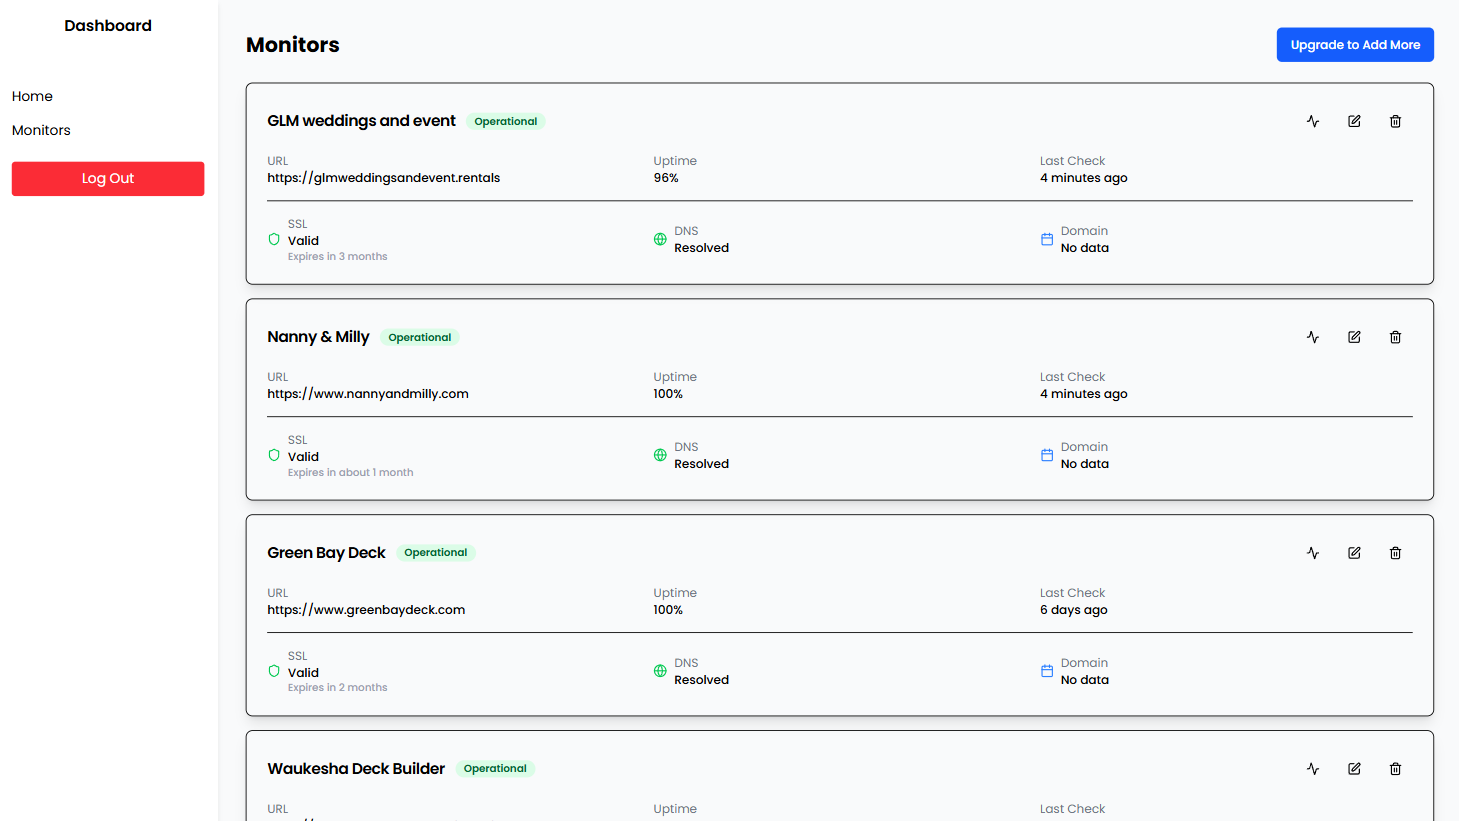 Dashboard
Home
Monitors
Log Out
Monitors
Upgrade to Add More
GLM weddings and event Operational
URL Uptime Last Check
https://glmweddingsandevent.rentals 96% 4 minutes ago
SSL DNS Domain
Valid Resolved No data
Expires in 3 months
Nanny & Milly Operational
URL Uptime Last Check
https://www.nannyandmilly.com 100% 4 minutes ago
SSL DNS Domain
Valid Resolved No data
Expires in about 1 month
Green Bay Deck Operational
URL Uptime Last Check
https://www.greenbaydeck.com 100% 6 days ago
SSL DNS Domain
Valid Resolved No data
Expires in 2 months
Waukesha Deck Builder Operational
URL Uptime Last Check